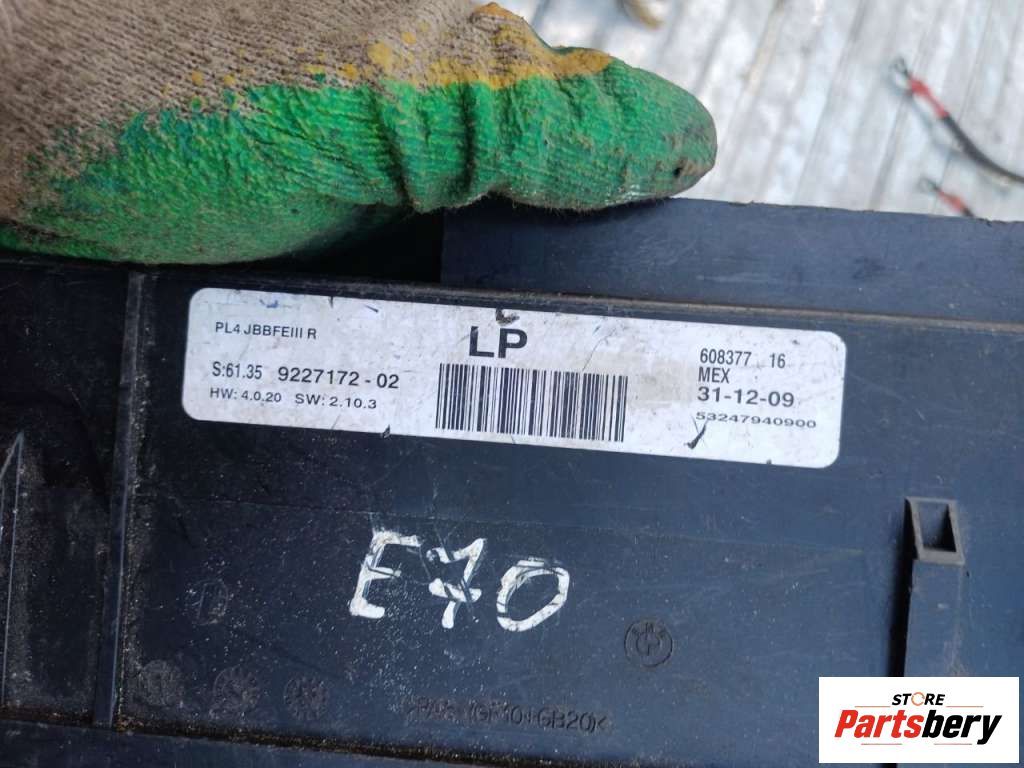 PL4 JBBFEIII R
LP
608377 16
MEX
S:61.35 9227172-02
31-12-09
HW: 4.0.20 SW: 2.10.3
53247940900
E70
STORE
Partsbery